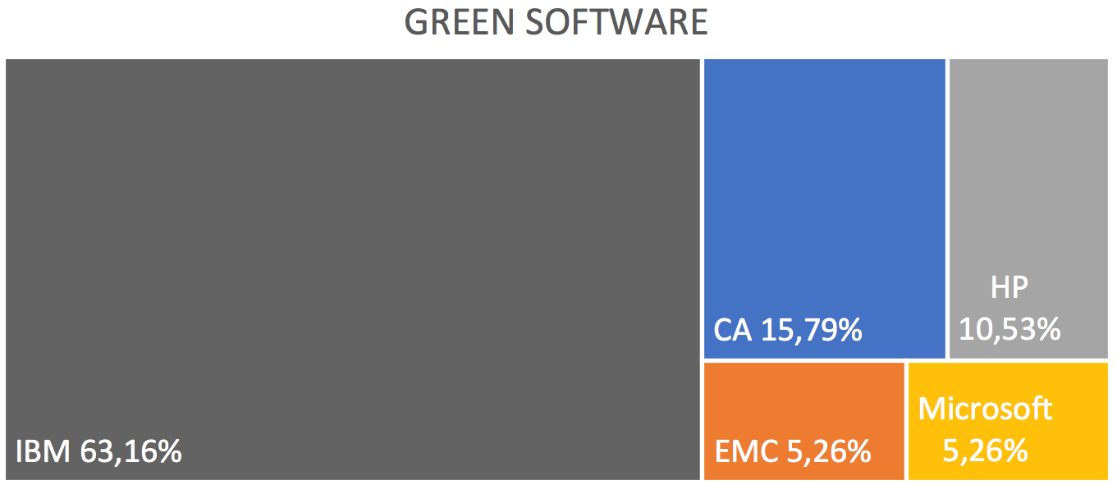 GREEN SOFTWARE
IBM 63,16%
CA 15,79%
HP
10,53%
EMC 5,26%
Microsoft
5,26%